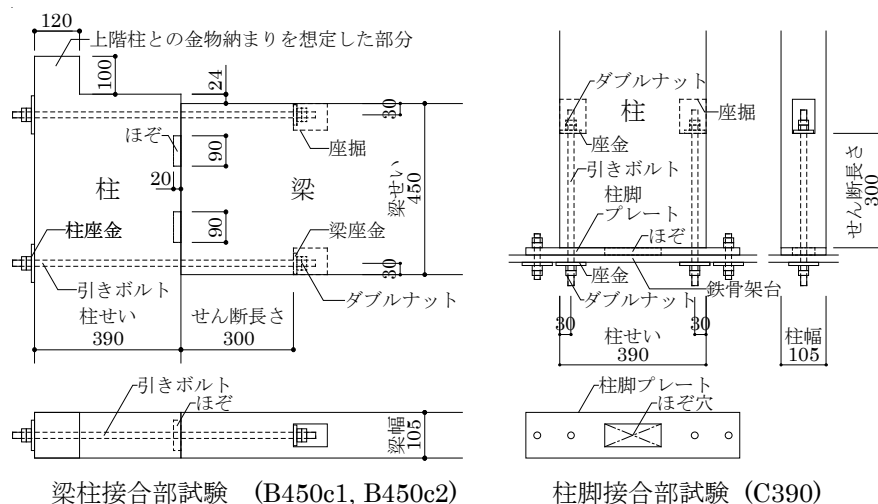 120
上階柱との金物納まりを想定した部分
100
24
30
ほぞ
座掘
90
20
柱
梁
梁せい
450
90
柱座金
梁座金
30
引きボルト
ダブルナット
柱せい
せん断長さ
390
300
引きボルト
ほぞ
梁幅
105
梁柱接合部試験 (B450c1, B450c2)
ダブルナット
柱
座掘
座金
引きボルト
せん断長さ
300
柱脚
プレート
ほぞ
座金
鉄骨架台
ダブルナット
30
30
柱せい
390
柱幅
105
柱脚プレート
ほぞ穴
柱脚接合部試験 (C390)